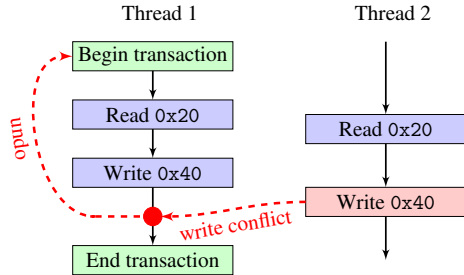 Thread 1
Thread 2
Begin transaction
Read 0x20
Read 0x20
undo
Write 0x40
Write 0x40
write conflict
End transaction